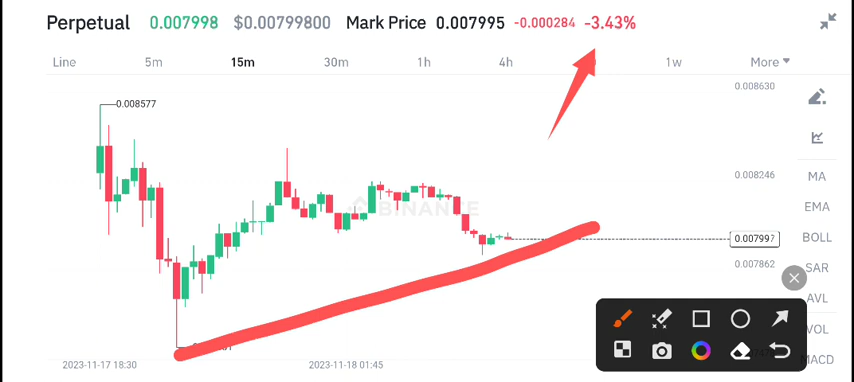 Perpetual 0.007998 $0.00799800 Mark Price 0.007995 -0.000284 -3.43%
Line 5m 15m 30m 1h 4h 1w More
0.008630
0.008577
MA
0.008246
EMA
BINANCE
BOLL
0.007997
0.007862
SAR
AVL
VOL
MACD
2023-11-17 18:30 2023-11-18 01:45